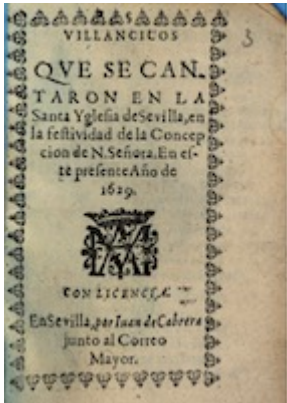 VILLANCICOS
QVE SE CAN-
TARON EN LA
Santa Yglesia de Sevilla, en
la festividad de la Concep
cion de N. Señora. En es-
te presente Año de
1629.
CON LICENCIA.
En Sevilla, por Iuan de Cabrera
junto al Correo
Mayor.
3